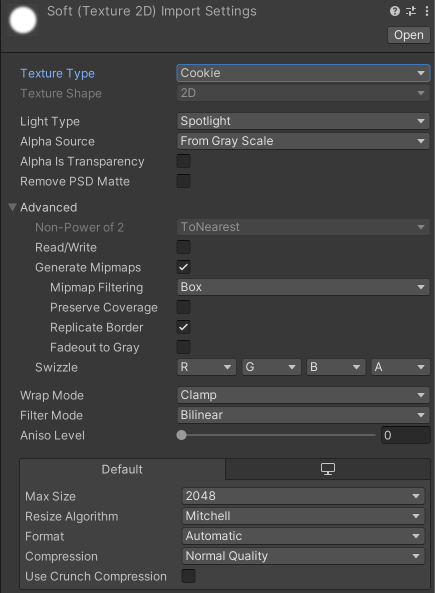 Soft (Texture 2D) Import Settings
Open
Texture Type Cookie
Texture Shape 2D
Light Type Spotlight
Alpha Source From Gray Scale
Alpha Is Transparency
Remove PSD Matte
Advanced
Non-Power of 2 ToNearest
Read/Write
Generate Mipmaps
Mipmap Filtering Box
Preserve Coverage
Replicate Border
Fadeout to Gray
Swizzle R G B A
Wrap Mode Clamp
Filter Mode Bilinear
Aniso Level 0
Default
Max Size 2048
Resize Algorithm Mitchell
Format Automatic
Compression Normal Quality
Use Crunch Compression